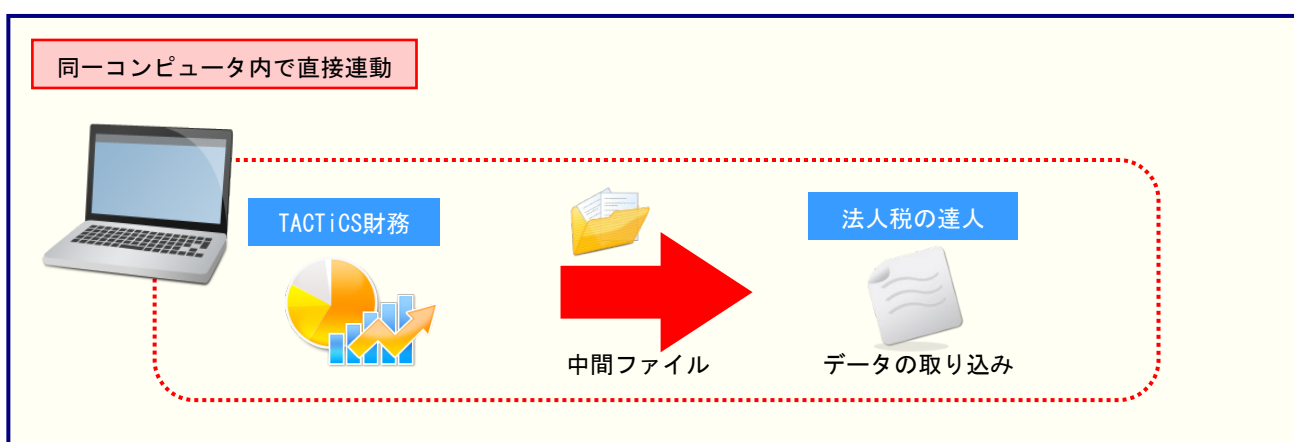 同一コンピュータ内で直接連動
TACTiCS財務
法人税の達人
中間ファイル
データの取り込み